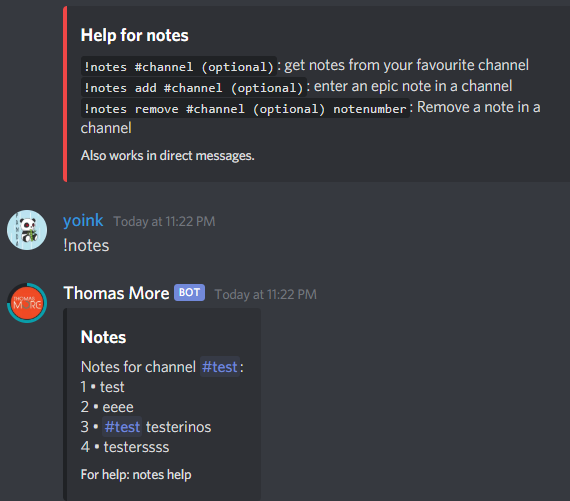 Help for notes
!notes #channel (optional): get notes from your favourite channel
!notes add #channel (optional): enter an epic note in a channel
!notes remove #channel (optional) notenumber: Remove a note in a
channel
Also works in direct messages.
yoink Today at 11:22 PM
!notes
Thomas More BOT Today at 11:22 PM
Notes
Notes for channel #test:
1 • test
2 • eeee
3 • #test testerinos
4 • testerssss
For help: notes help